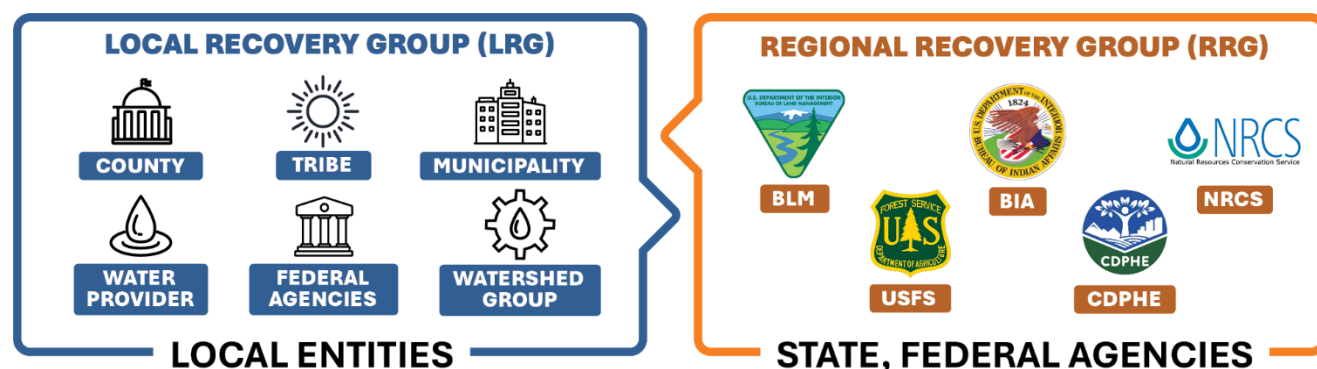 LOCAL RECOVERY GROUP (LRG)
COUNTY
TRIBE
MUNICIPALITY
WATER
PROVIDER
FEDERAL
AGENCIES
WATERSHED
GROUP
LOCAL ENTITIES
REGIONAL RECOVERY GROUP (RRG)
U.S. DEPARTMENT OF THE INTERIOR
BUREAU OF LAND MANAGEMENT
BLM
U.S. DEPARTMENT OF THE INTERIOR
1824
BUREAU OF INDIAN AFFAIRS
BIA
NRCS
Natural Resources Conservation Service
NRCS
FOREST SERVICE
U S
DEPARTMENT OF AGRICULTURE
USFS
CDPHE
CDPHE
STATE, FEDERAL AGENCIES